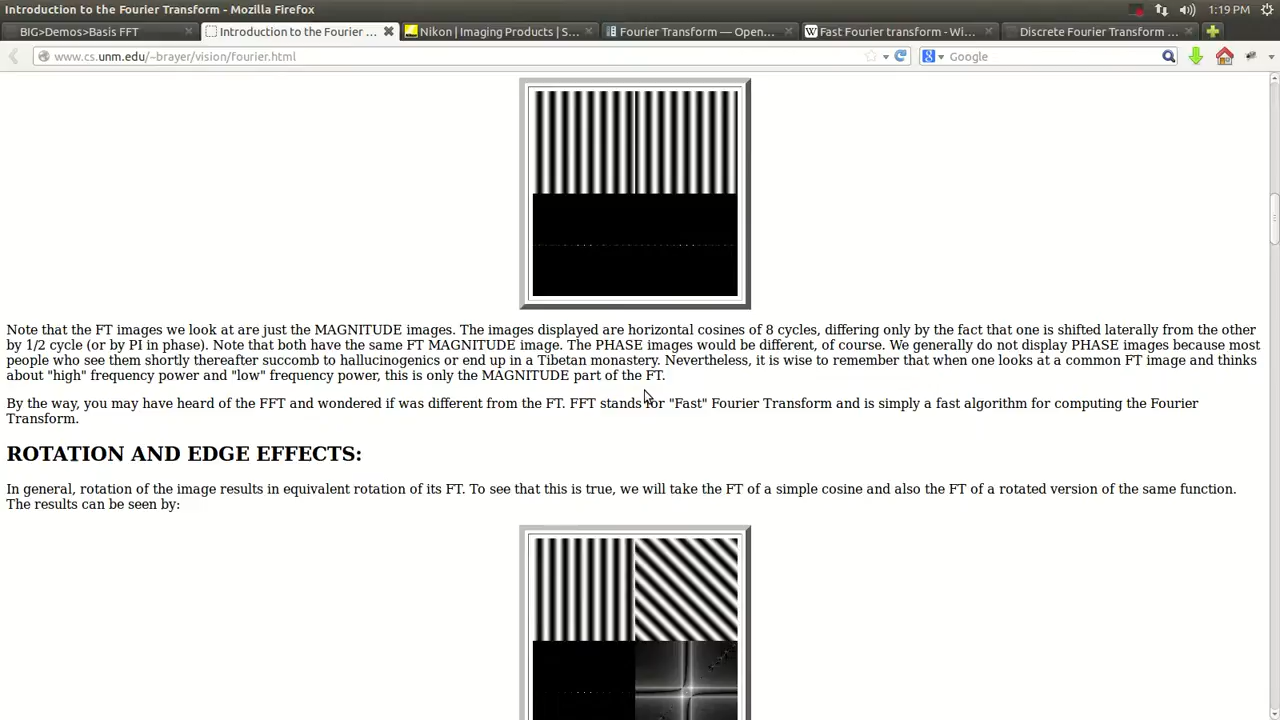 Introduction to the Fourier Transform - Mozilla Firefox
1:19 PM
BIG>Demos>Basis FFT
Introduction to the Fourier ...
Nikon | Imaging Products | S...
Fourier Transform — Open...
Fast Fourier transform - Wi...
Discrete Fourier Transform ...
www.cs.unm.edu/~brayer/vision/fourier.html
Google
Note that the FT images we look at are just the MAGNITUDE images. The images displayed are horizontal cosines of 8 cycles, differing only by the fact that one is shifted laterally from the other
by 1/2 cycle (or by PI in phase). Note that both have the same FT MAGNITUDE image. The PHASE images would be different, of course. We generally do not display PHASE images because most
people who see them shortly thereafter succomb to hallucinogenics or end up in a Tibetan monastery. Nevertheless, it is wise to remember that when one looks at a common FT image and thinks
about "high" frequency power and "low" frequency power, this is only the MAGNITUDE part of the FT.
By the way, you may have heard of the FFT and wondered if was different from the FT. FFT stands for "Fast" Fourier Transform and is simply a fast algorithm for computing the Fourier
Transform.
ROTATION AND EDGE EFFECTS:
In general, rotation of the image results in equivalent rotation of its FT. To see that this is true, we will take the FT of a simple cosine and also the FT of a rotated version of the same function.
The results can be seen by: